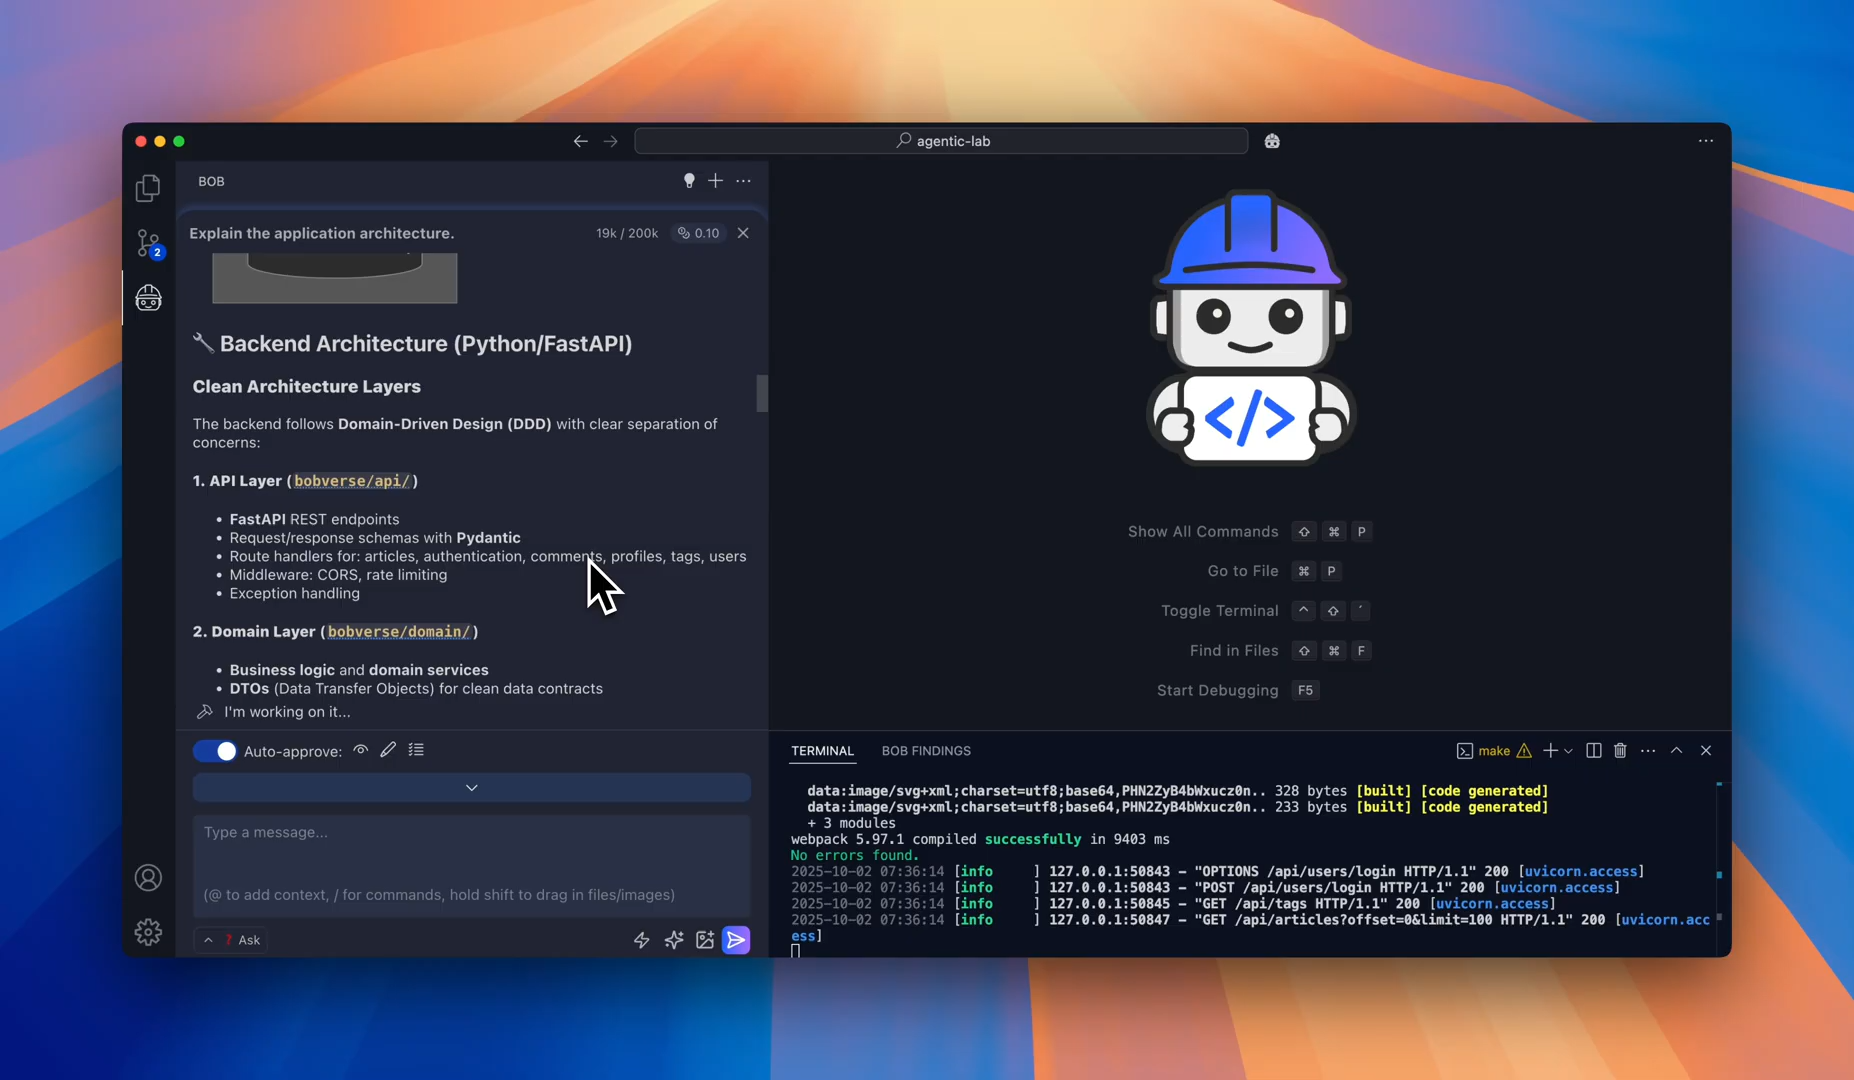 agentic-lab
BOB
2
Explain the application architecture.
19k / 200k
0.10
Backend Architecture (Python/FastAPI)
Clean Architecture Layers
The backend follows Domain-Driven Design (DDD) with clear separation of
concerns:
1. API Layer (bobverse/api/)
• FastAPI REST endpoints
• Request/response schemas with Pydantic
• Route handlers for: articles, authentication, comments, profiles, tags, users
• Middleware: CORS, rate limiting
• Exception handling
2. Domain Layer (bobverse/domain/)
• Business logic and domain services
• DTOs (Data Transfer Objects) for clean data contracts
I'm working on it...
Auto-approve:
Type a message...
(@ to add context, / for commands, hold shift to drag in files/images)
? Ask
</>
Show All Commands ⇧ ⌘ P
Go to File ⌘ P
Toggle Terminal ^ ⇧ ´
Find in Files ⇧ ⌘ F
Start Debugging F5
TERMINAL
BOB FINDINGS
make
data:image/svg+xml;charset=utf8;base64,PHN2ZyB4bWxucz0n.. 328 bytes [built] [code generated]
data:image/svg+xml;charset=utf8;base64,PHN2ZyB4bWxucz0n.. 233 bytes [built] [code generated]
+ 3 modules
webpack 5.97.1 compiled successfully in 9403 ms
No errors found.
2025-10-02 07:36:14 [info     ] 127.0.0.1:50843 - "OPTIONS /api/users/login HTTP/1.1" 200 [uvicorn.access]
2025-10-02 07:36:14 [info     ] 127.0.0.1:50843 - "POST /api/users/login HTTP/1.1" 200 [uvicorn.access]
2025-10-02 07:36:14 [info     ] 127.0.0.1:50845 - "GET /api/tags HTTP/1.1" 200 [uvicorn.access]
2025-10-02 07:36:14 [info     ] 127.0.0.1:50847 - "GET /api/articles?offset=0&limit=100 HTTP/1.1" 200 [uvicorn.acc
ess]